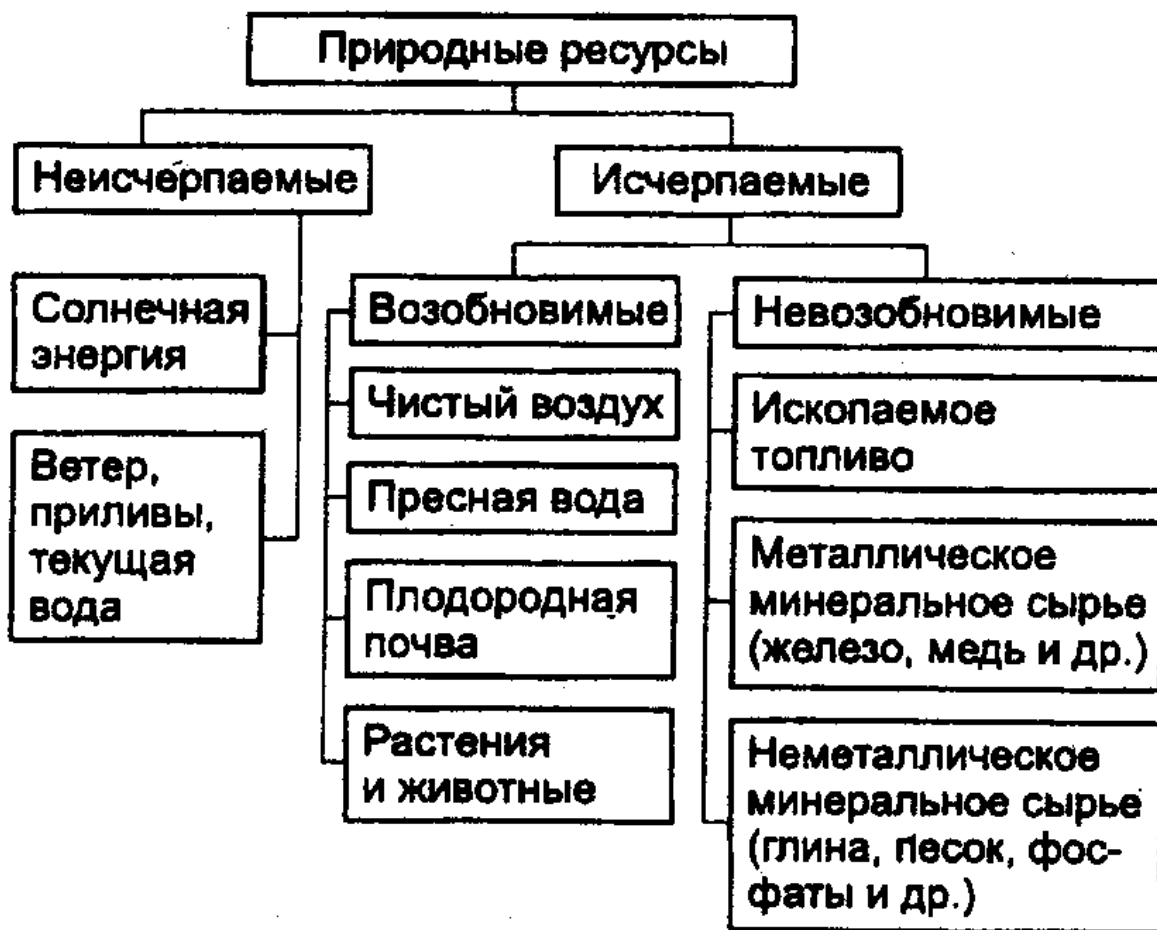 Природные ресурсы
Неисчерпаемые
Исчерпаемые
Солнечная
энергия
Ветер,
приливы,
текущая
вода
Возобновимые
Чистый воздух
Пресная вода
Плодородная
почва
Растения
и животные
Невозобновимые
Ископаемое
топливо
Металлическое
минеральное сырье
(железо, медь и др.)
Неметаллическое
минеральное сырье
(глина, песок, фос-
фаты и др.)